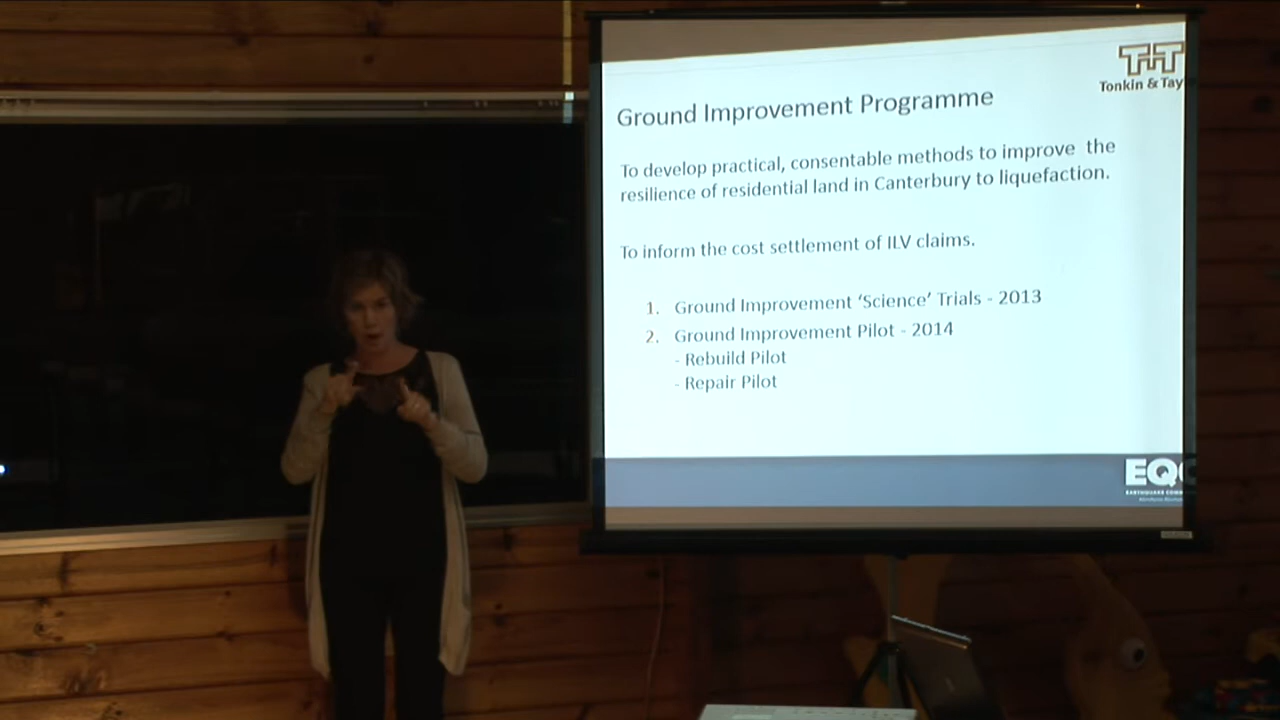 Tonkin & Tay
Ground Improvement Programme
To develop practical, consentable methods to improve the
resilience of residential land in Canterbury to liquefaction.
To inform the cost settlement of ILV claims.
1. Ground Improvement 'Science' Trials - 2013
2. Ground Improvement Pilot - 2014
- Rebuild Pilot
- Repair Pilot
EQC